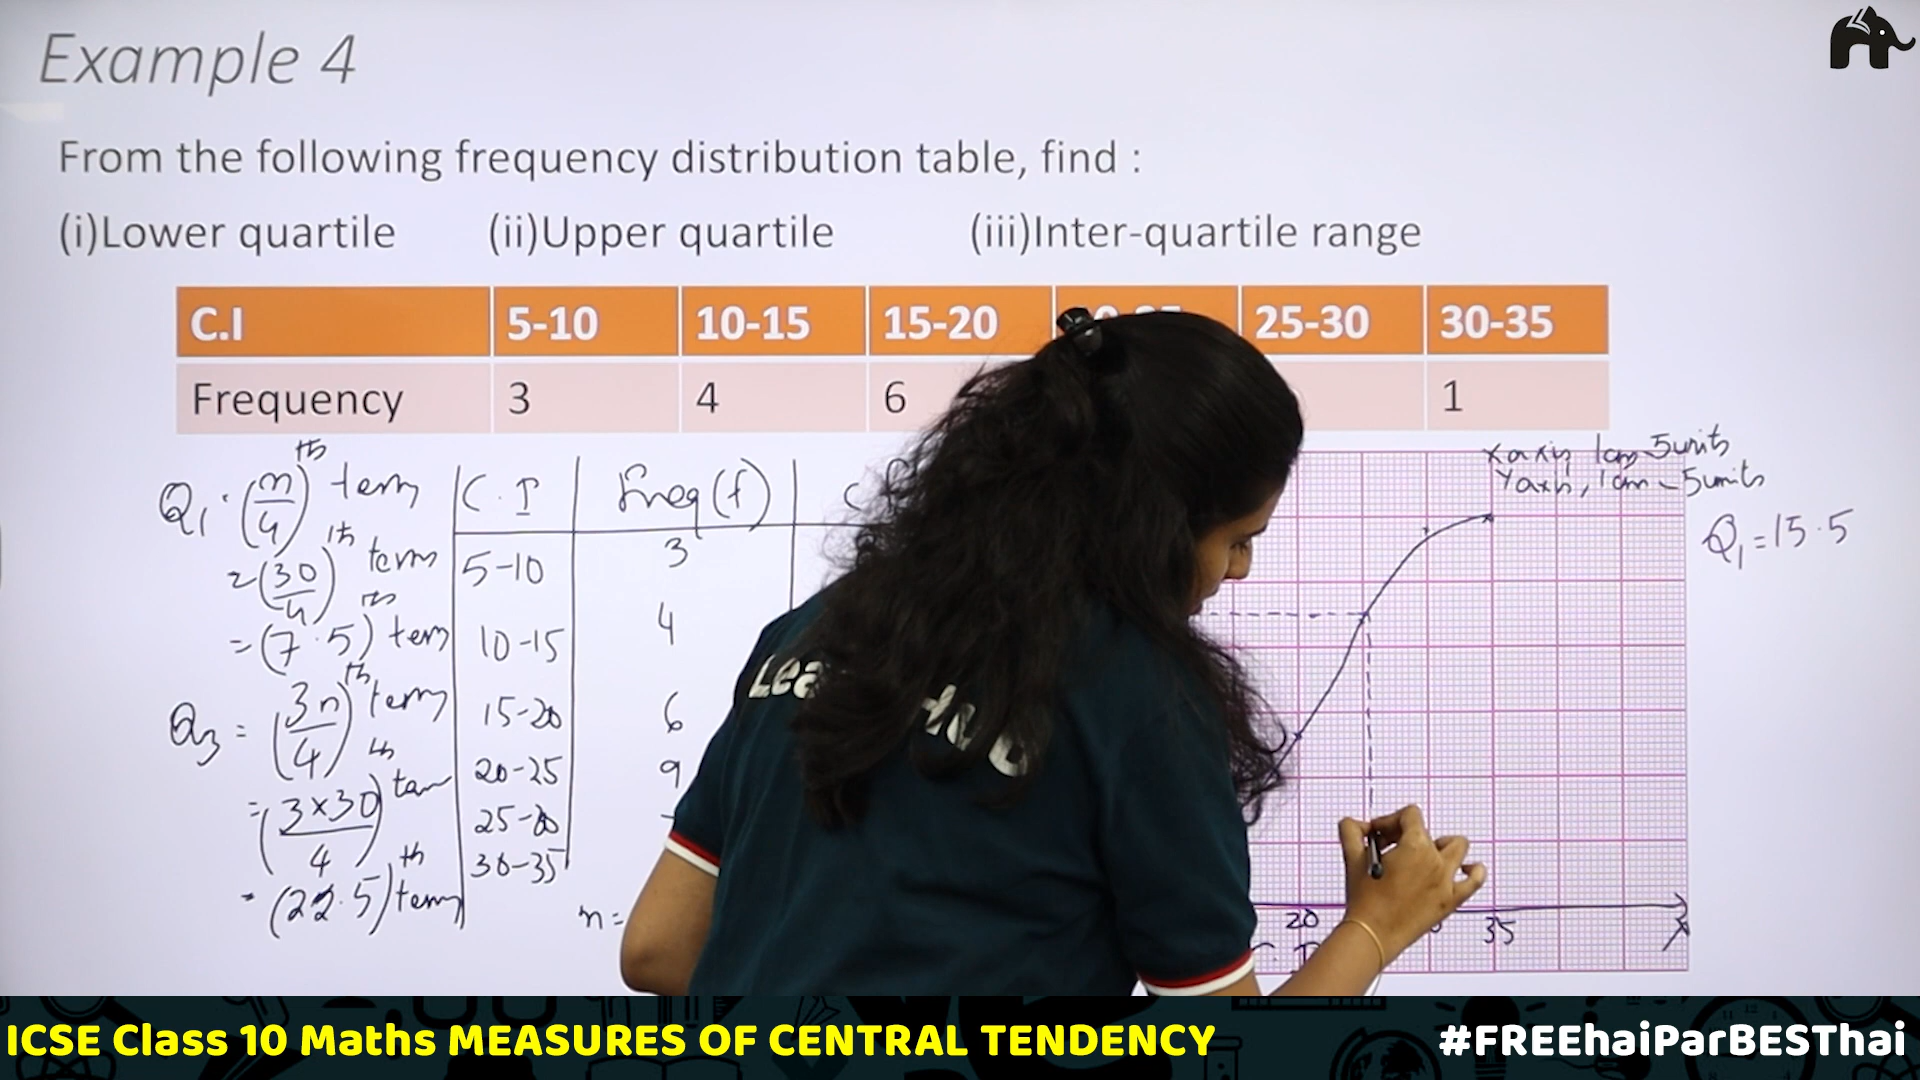 Example 4
From the following frequency distribution table, find :
(i)Lower quartile (ii)Upper quartile (iii)Inter-quartile range
C.I 5-10 10-15 15-20 25-30 30-35
Frequency 3 4 6 1
Q₁ = (n/4)th term
= (30/4)th term
= (7.5)th term
Q₃ = (3n/4)th term
= (3×30/4)th term
= (22.5)th term
C.I Freq(f)
5-10 3
10-15 4
15-20 6
20-25 9
25-30
30-35
n=
X axis, 1cm - 5units
Y axis, 1cm - 5units
Q₁ = 15.5
20 35 X
ICSE Class 10 Maths MEASURES OF CENTRAL TENDENCY
#FREEhaiParBESThai